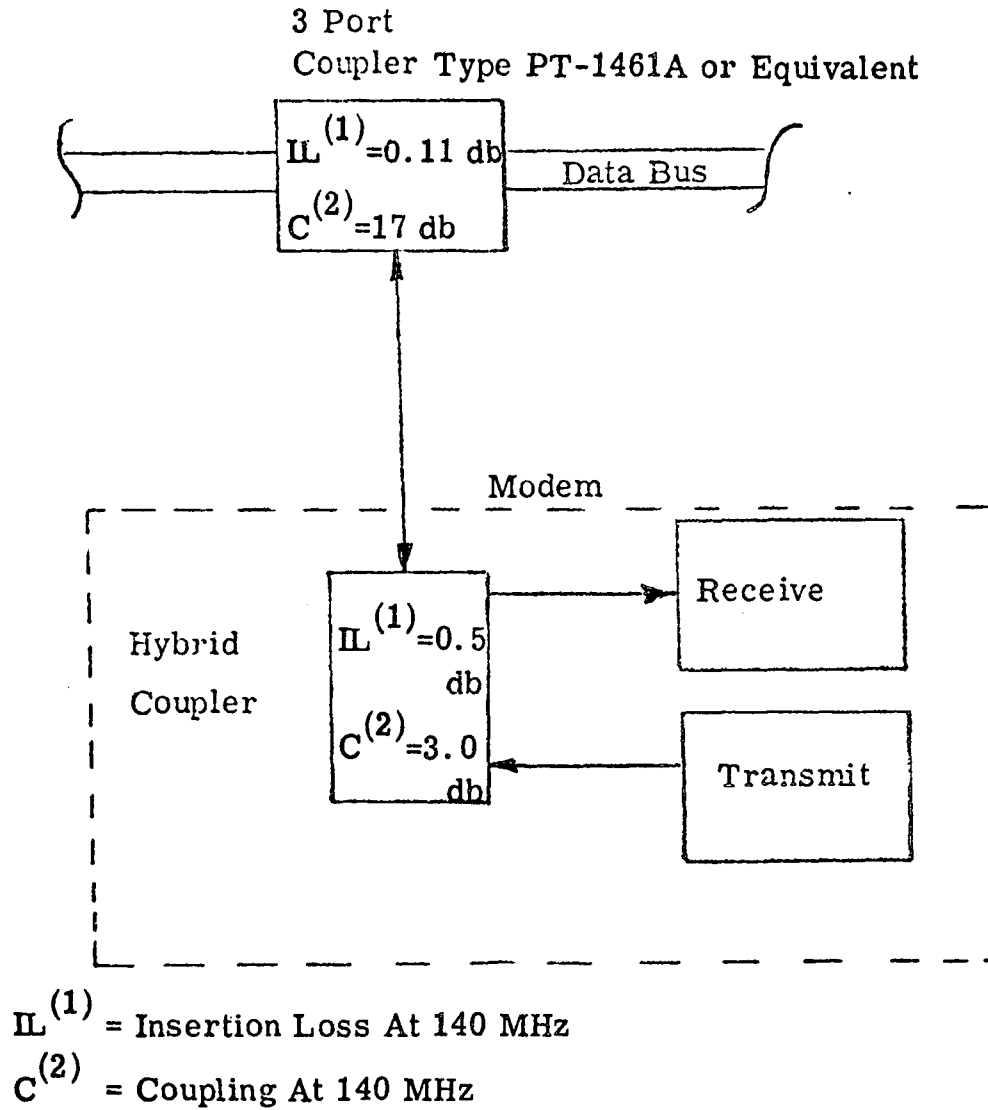 3 Port
Coupler Type PT-1461A or Equivalent
IL(1)=0.11 db
C(2)=17 db
Data Bus
Modem
Hybrid
Coupler
IL(1)=0.5
db
C(2)=3.0
db
Receive
Transmit
IL(1) = Insertion Loss At 140 MHz
C(2) = Coupling At 140 MHz